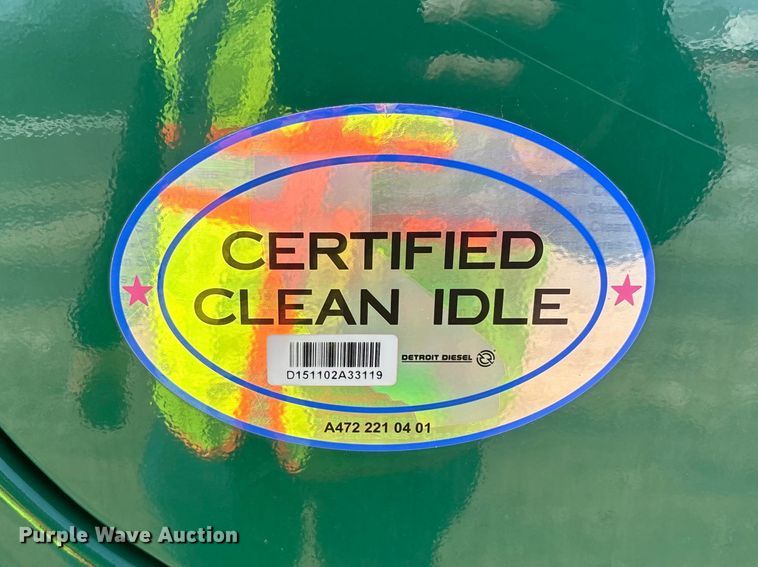 CERTIFIED
CLEAN IDLE
D151102A33119
DETROIT DIESEL
A472 221 04 01
Purple Wave Auction